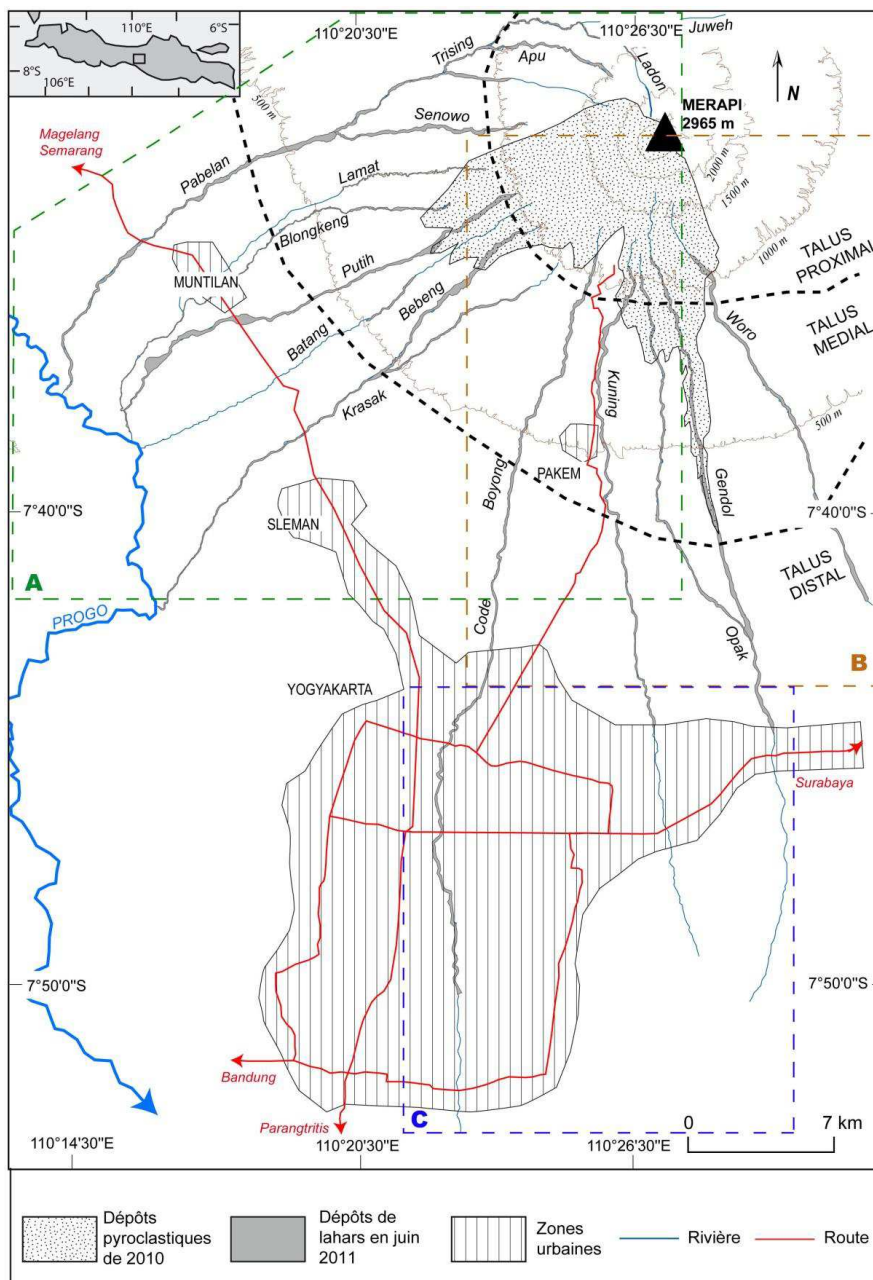 110°E
6°S
8°S
106°E
110°20'30"E
110°26'30"E
Juweh
Trising
Apu
Ladon
MERAPI
2965 m
N
500 m
Senowo
Magelang
Semarang
Pabelan
Lamat
2000 m
1500 m
1000 m
Blongkeng
TALUS
PROXIMAL
MUNTILAN
Putih
Bebeng
Batang
Woro
TALUS
MEDIAL
Krasak
Kuning
500 m
PAKEM
Boyong
Gendol
7°40'0"S
7°40'0"S
SLEMAN
TALUS
DISTAL
A
PROGO
Code
Opak
B
YOGYAKARTA
Surabaya
7°50'0"S
7°50'0"S
Bandung
Parangtritis
C
0 7 km
110°14'30"E
110°20'30"E
110°26'30"E
Dépôts
pyroclastiques
de 2010
Dépôts de
lahars en juin
2011
Zones
urbaines
Rivière
Route